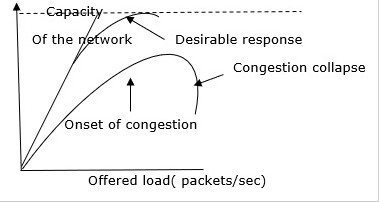 Capacity
Of the network
Desirable response
Congestion collapse
Onset of congestion
Offered load( packets/sec)